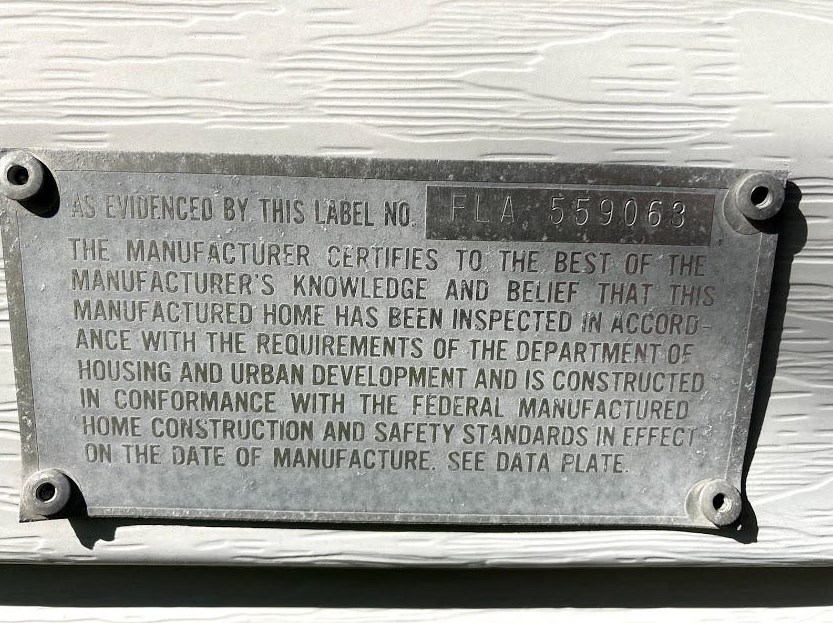 AS EVIDENCED BY THIS LABEL NO. FLA 559063
THE MANUFACTURER CERTIFIES TO THE BEST OF THE
MANUFACTURER'S KNOWLEDGE AND BELIEF THAT THIS
MANUFACTURED HOME HAS BEEN INSPECTED IN ACCORD-
ANCE WITH THE REQUIREMENTS OF THE DEPARTMENT OF
HOUSING AND URBAN DEVELOPMENT AND IS CONSTRUCTED
IN CONFORMANCE WITH THE FEDERAL MANUFACTURED
HOME CONSTRUCTION AND SAFETY STANDARDS IN EFFECT
ON THE DATE OF MANUFACTURE. SEE DATA PLATE.